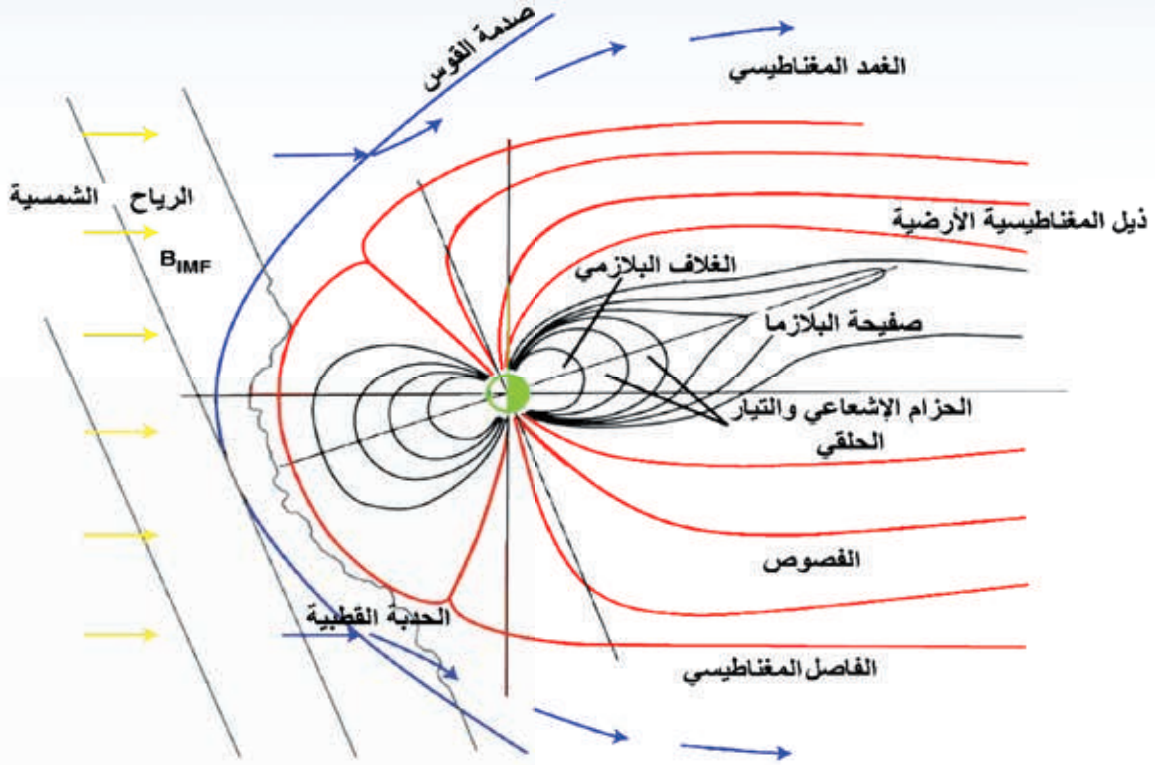 صدمة القوس
الغمد المغناطيسي
الرياح الشمسية
B_IMF
ذيل المغناطيسية الأرضية
الغلاف البلازمي
صفيحة البلازما
الحزام الإشعاعي والتيار
الحلقي
الفصوص
الحدبة القطبية
الفاصل المغناطيسي